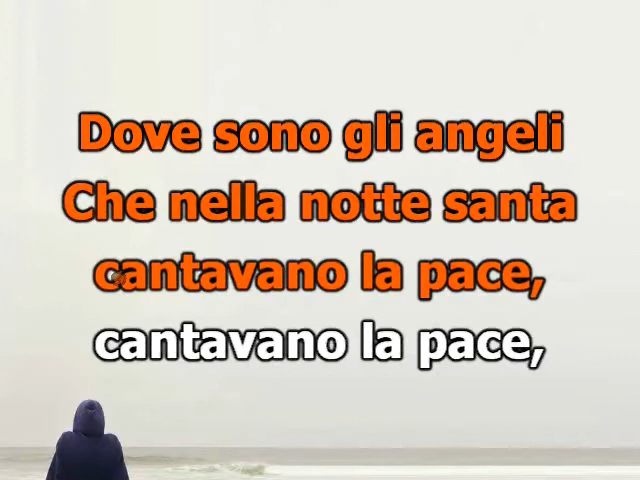 Dove sono gli angeli
Che nella notte santa
cantavano la pace,
cantavano la pace,